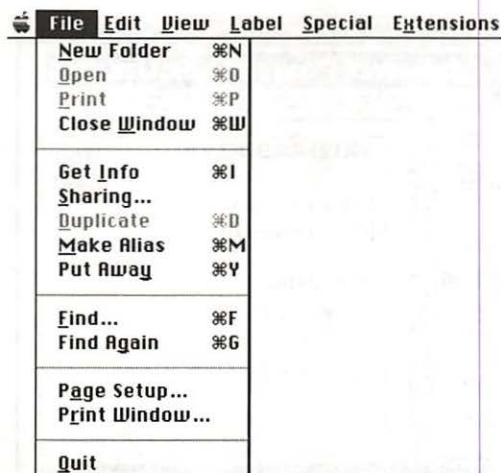 File Edit View Label Special Extensions
New Folder ⌘N
Open ⌘O
Print ⌘P
Close Window ⌘W
Get Info ⌘I
Sharing...
Duplicate ⌘D
Make Alias ⌘M
Put Away ⌘Y
Find... ⌘F
Find Again ⌘G
Page Setup...
Print Window...
Quit